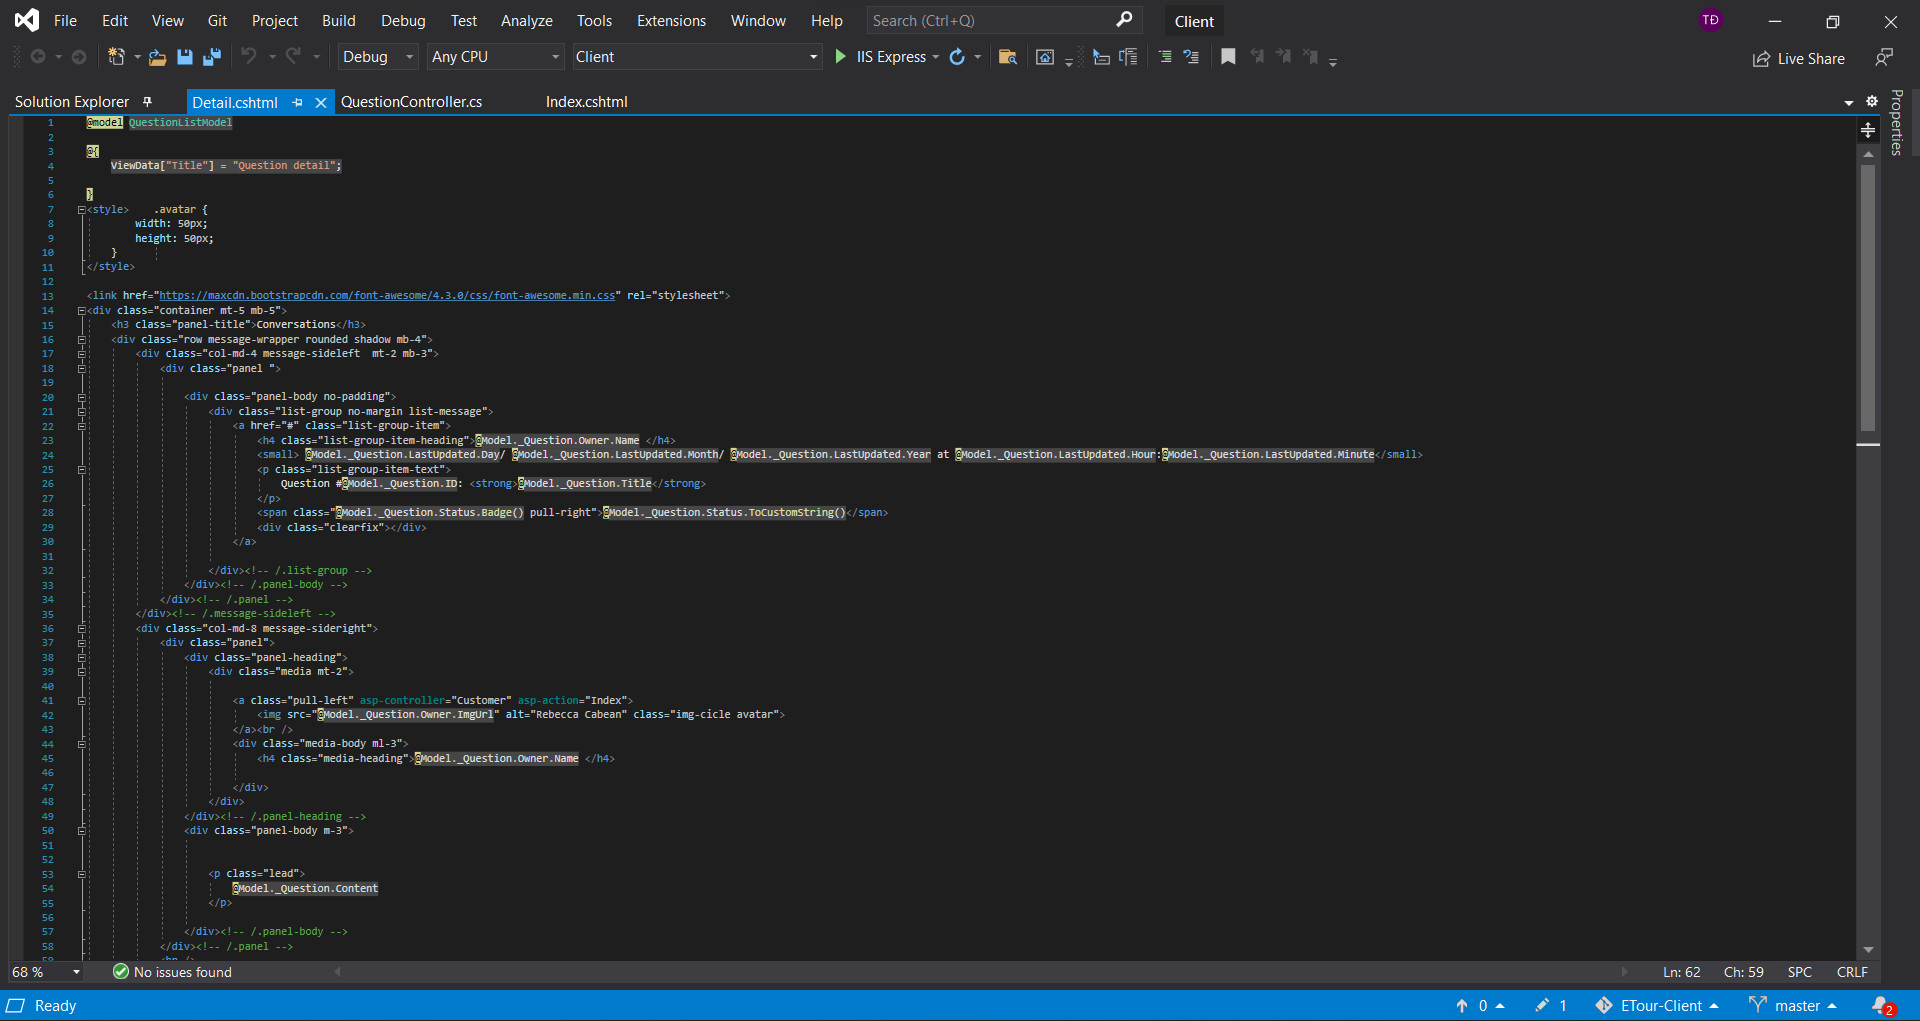 File Edit View Git Project Build Debug Test Analyze Tools Extensions Window Help Search (Ctrl+Q) Client TĐ
Debug Any CPU Client IIS Express Live Share
Solution Explorer Detail.cshtml QuestionController.cs Index.cshtml
Properties
1 @model QuestionListModel
2
3 @{
4 ViewData["Title"] = "Question detail";
5
6 }
7 <style> .avatar {
8 width: 50px;
9 height: 50px;
10 }
11 </style>
12
13 <link href="https://maxcdn.bootstrapcdn.com/font-awesome/4.3.0/css/font-awesome.min.css" rel="stylesheet">
14 <div class="container mt-5 mb-5">
15 <h3 class="panel-title">Conversations</h3>
16 <div class="row message-wrapper rounded shadow mb-4">
17 <div class="col-md-4 message-sideleft  mt-2 mb-3">
18 <div class="panel ">
19
20 <div class="panel-body no-padding">
21 <div class="list-group no-margin list-message">
22 <a href="#" class="list-group-item">
23 <h4 class="list-group-item-heading">@Model._Question.Owner.Name </h4>
24 <small> @Model._Question.LastUpdated.Day/ @Model._Question.LastUpdated.Month/ @Model._Question.LastUpdated.Year at @Model._Question.LastUpdated.Hour:@Model._Question.LastUpdated.Minute</small>
25 <p class="list-group-item-text">
26 Question #@Model._Question.ID: <strong>@Model._Question.Title</strong>
27 </p>
28 <span class="@Model._Question.Status.Badge() pull-right">@Model._Question.Status.ToCustomString()</span>
29 <div class="clearfix"></div>
30 </a>
31
32 </div><!-- /.list-group -->
33 </div><!-- /.panel-body -->
34 </div><!-- /.panel -->
35 </div><!-- /.message-sideleft -->
36 <div class="col-md-8 message-sideright">
37 <div class="panel">
38 <div class="panel-heading">
39 <div class="media mt-2">
40
41 <a class="pull-left" asp-controller="Customer" asp-action="Index">
42 <img src="@Model._Question.Owner.ImgUrl" alt="Rebecca Cabean" class="img-cicle avatar">
43 </a><br />
44 <div class="media-body ml-3">
45 <h4 class="media-heading">@Model._Question.Owner.Name </h4>
46
47 </div>
48 </div>
49 </div><!-- /.panel-heading -->
50 <div class="panel-body m-3">
51
52
53 <p class="lead">
54 @Model._Question.Content
55 </p>
56
57 </div><!-- /.panel-body -->
58 </div><!-- /.panel -->
59 <br />
68 % No issues found Ln: 62 Ch: 59 SPC CRLF
Ready 0 1 ETour-Client master 2